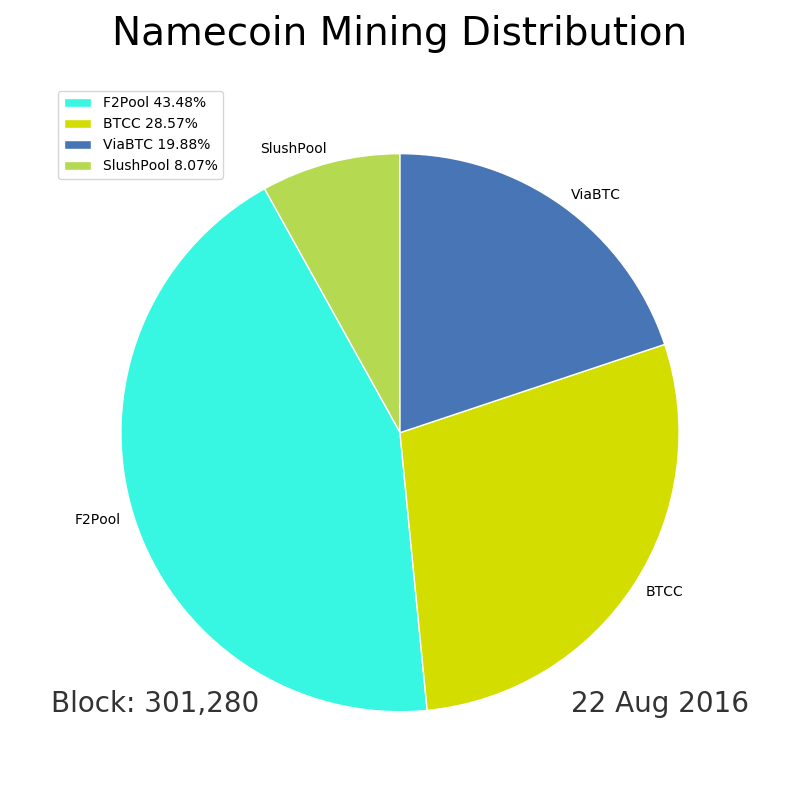 Namecoin Mining Distribution
F2Pool 43.48%
BTCC 28.57%
ViaBTC 19.88%
SlushPool 8.07%
SlushPool
ViaBTC
F2Pool
BTCC
Block: 301,280
22 Aug 2016